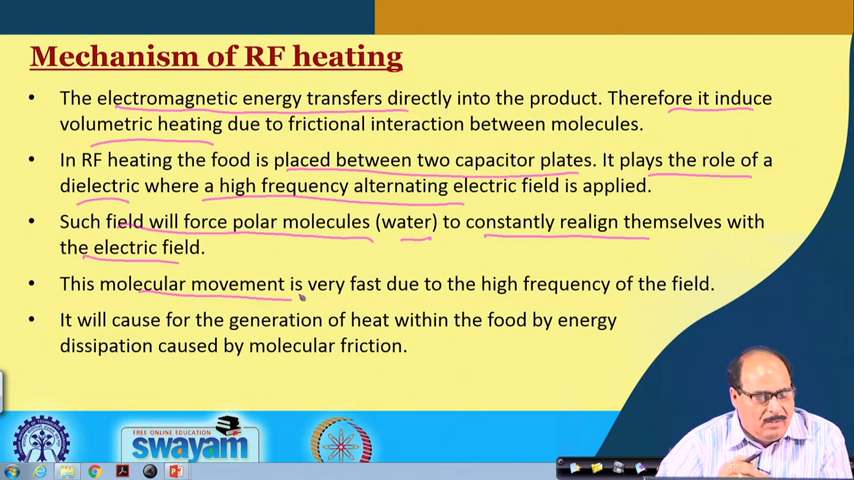 Mechanism of RF heating
• The electromagnetic energy transfers directly into the product. Therefore it induce
volumetric heating due to frictional interaction between molecules.
• In RF heating the food is placed between two capacitor plates. It plays the role of a
dielectric where a high frequency alternating electric field is applied.
• Such field will force polar molecules (water) to constantly realign themselves with
the electric field.
• This molecular movement is very fast due to the high frequency of the field.
• It will cause for the generation of heat within the food by energy
dissipation caused by molecular friction.
FREE ONLINE EDUCATION
swayam